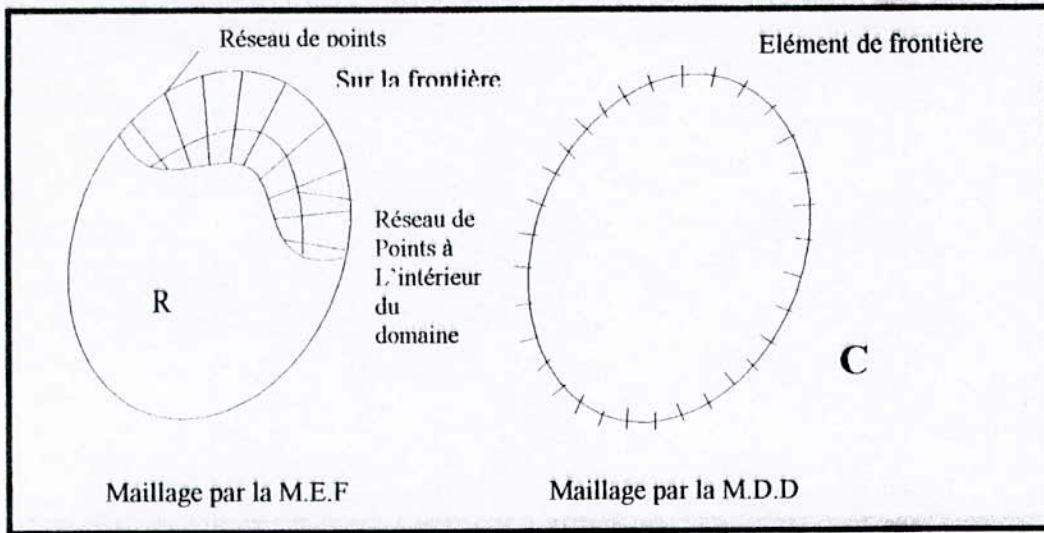 Réseau de points
Sur la frontière
Elément de frontière
Réseau de
Points à
L'intérieur
du
domaine
R
C
Maillage par la M.E.F
Maillage par la M.D.D